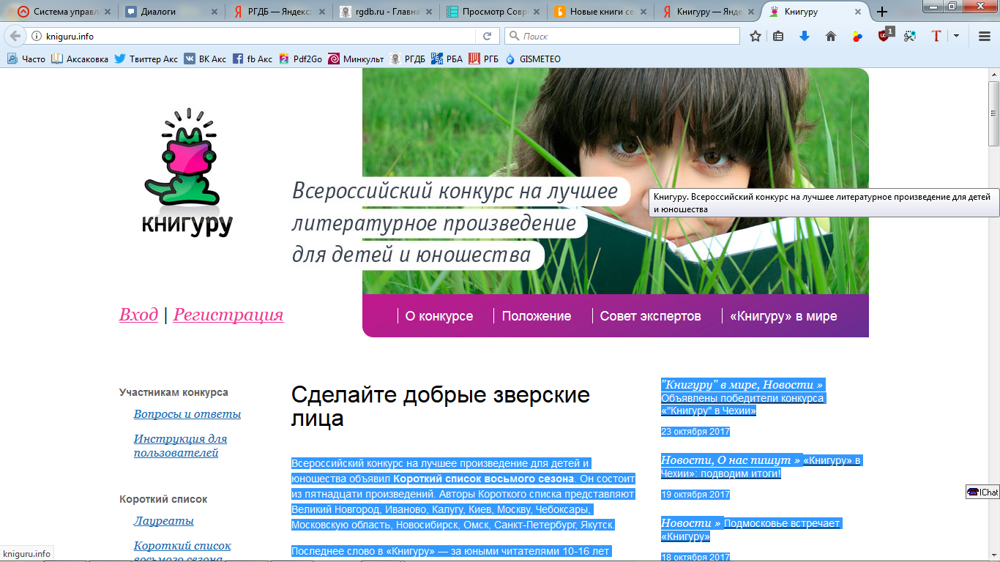 Система управл
Диалоги
РГДБ — Яндекс:
rgdb.ru - Главна
Просмотр Совр
Новые книги се
Книгуру — Янде
Книгуру
kniguru.info
Поиск
1
Часто
Аксаковка
Твиттер Акс
ВК Акс
fb Акс
Pdf2Go
Минкульт
РГДБ
РБА
РГБ
GISMETEO
книгуру
Всероссийский конкурс на лучшее
литературное произведение
для детей и юношества
Книгуру. Всероссийский конкурс на лучшее литературное произведение для детей
и юношества
Вход | Регистрация
О конкурсе
Положение
Совет экспертов
«Книгуру» в мире
Участникам конкурса
Вопросы и ответы
Инструкция для
пользователей
Короткий список
Лауреаты
Короткий список
восьмого сезона
Сделайте добрые зверские
лица
Всероссийский конкурс на лучшее произведение для детей и
юношества объявил Короткий список восьмого сезона. Он состоит
из пятнадцати произведений. Авторы Короткого списка представляют
Великий Новгород, Иваново, Калугу, Киев, Москву, Чебоксары,
Московскую область, Новосибирск, Омск, Санкт-Петербург, Якутск.
Последнее слово в «Книгуру» — за юными читателями 10-16 лет
"Книгуру" в мире, Новости »
Объявлены победители конкурса
«"Книгуру" в Чехии»
23 октября 2017
Новости, О нас пишут » «Книгуру» в
Чехии»: подводим итоги!
19 октября 2017
Новости » Подмосковье встречает
«Книгуру»
18 октября 2017
IChat
kniguru.info